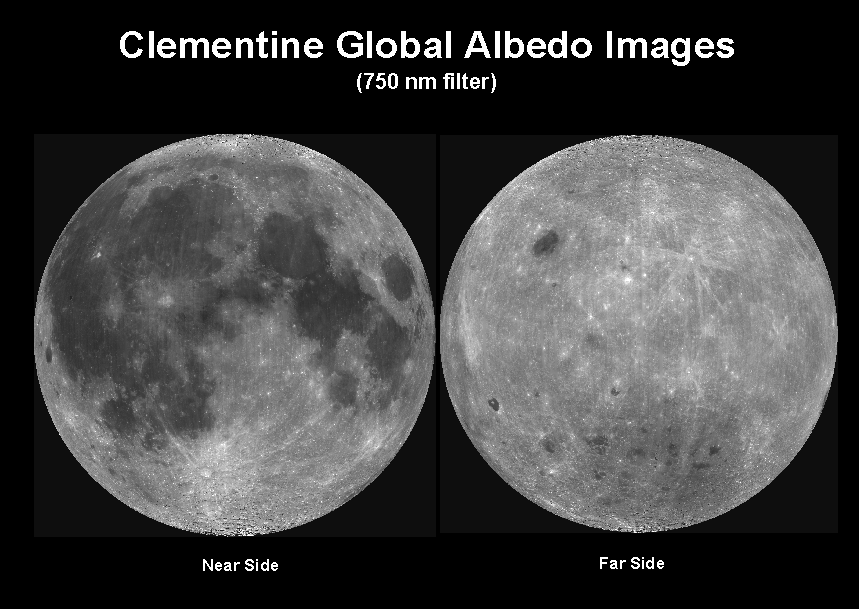 Clementine Global Albedo Images
(750 nm filter)
Near Side
Far Side